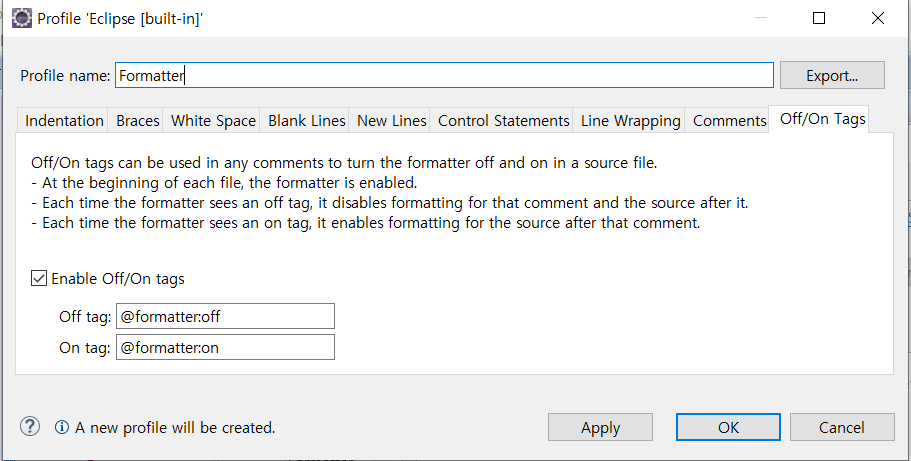 Profile 'Eclipse [built-in]'
Profile name: Formatter Export...
Indentation Braces White Space Blank Lines New Lines Control Statements Line Wrapping Comments Off/On Tags
Off/On tags can be used in any comments to turn the formatter off and on in a source file.
- At the beginning of each file, the formatter is enabled.
- Each time the formatter sees an off tag, it disables formatting for that comment and the source after it.
- Each time the formatter sees an on tag, it enables formatting for the source after that comment.
Enable Off/On tags
Off tag: @formatter:off
On tag: @formatter:on
A new profile will be created. Apply OK Cancel